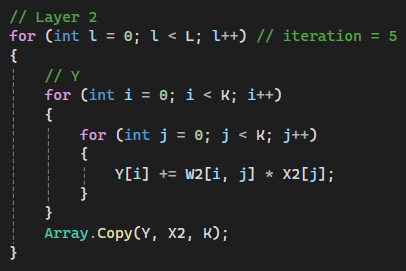 // Layer 2
for (int l = 0; l < L; l++) // iteration = 5
{
    // Y
    for (int i = 0; i < K; i++)
    {
        for (int j = 0; j < K; j++)
        {
            Y[i] += W2[i, j] * X2[j];
        }
    }
    Array.Copy(Y, X2, K);
}